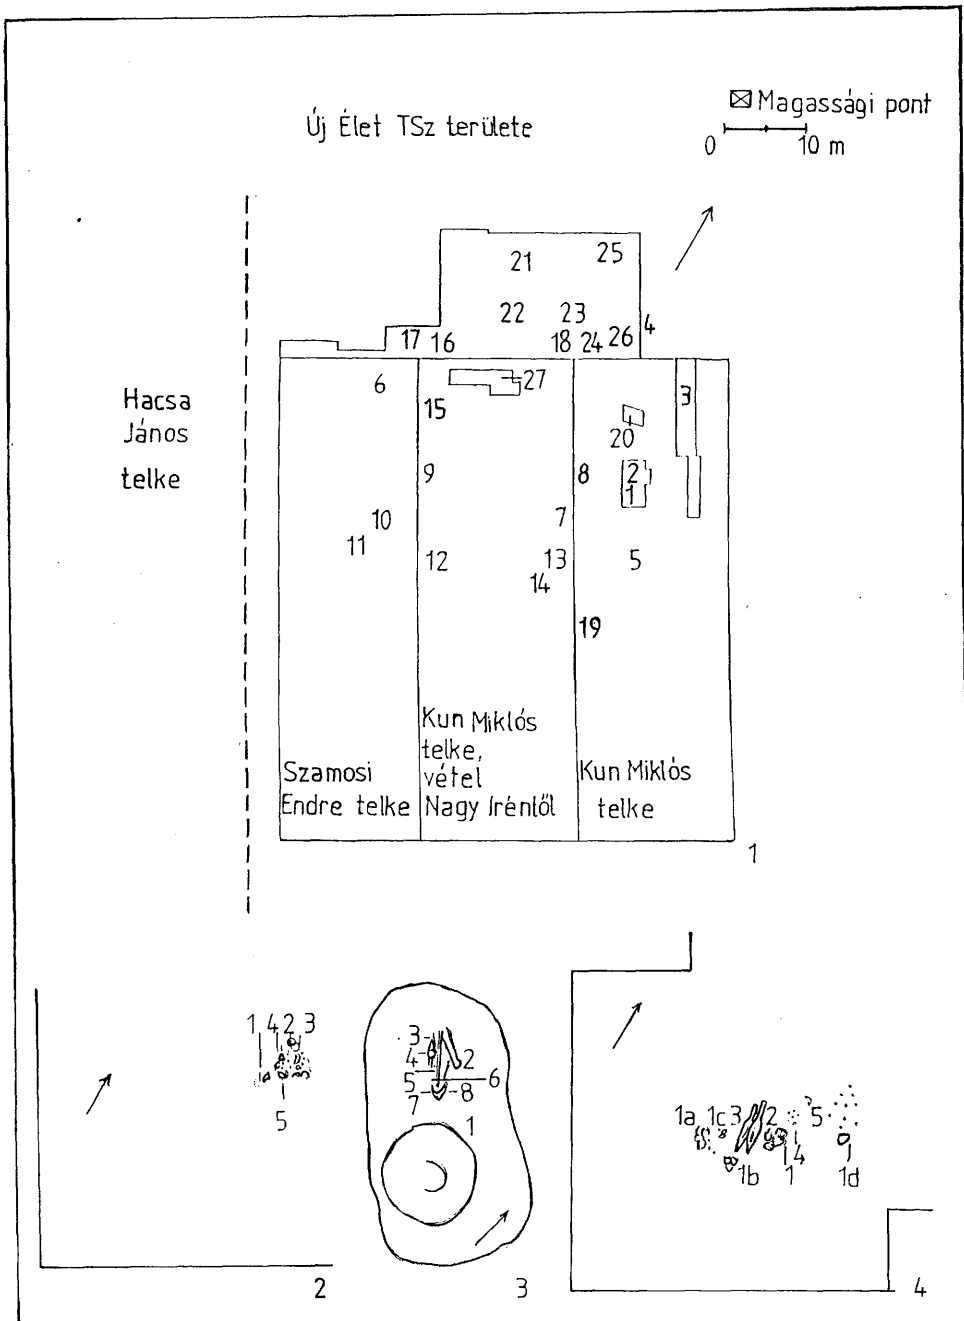 Új Élet TSz területe
Magassági pont
0 10 m
21
25
22
23
4
17
16
18
24
26
6
27
15
3
20
Hacsa
János
telke
9
8
2
1
10
7
11
12
13
5
14
19
Kun Miklós
telke,
vétel
Nagy Iréntől
Szamosi
Endre telke
Kun Miklós
telke
1
1 4 2 3
5
2
3
4
2
5
6
7
8
1
3
1a 1c 3 2 5
4
1b 1 1d
4